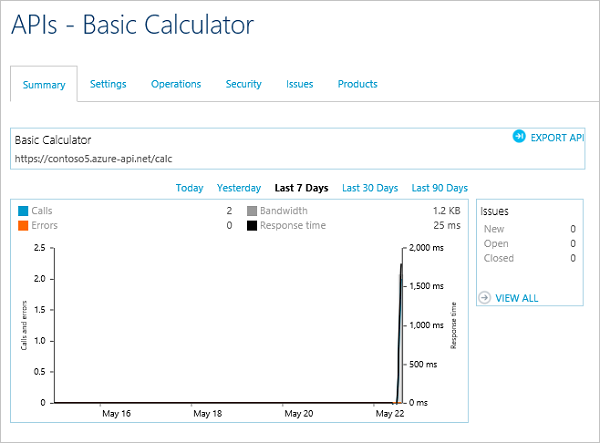 APIs - Basic Calculator
Summary Settings Operations Security Issues Products
Basic Calculator
EXPORT API
https://contoso5.azure-api.net/calc
Today Yesterday Last 7 Days Last 30 Days Last 90 Days
Calls 2 Bandwidth 1.2 KB
Errors 0 Response time 25 ms
Issues
New 0
Open 0
Closed 0
VIEW ALL
Calls and errors
2.5
2.0
1.5
1.0
0.5
0
2,000 ms
1,500 ms
1,000 ms
500 ms
0 ms
Response time
May 16 May 18 May 20 May 22